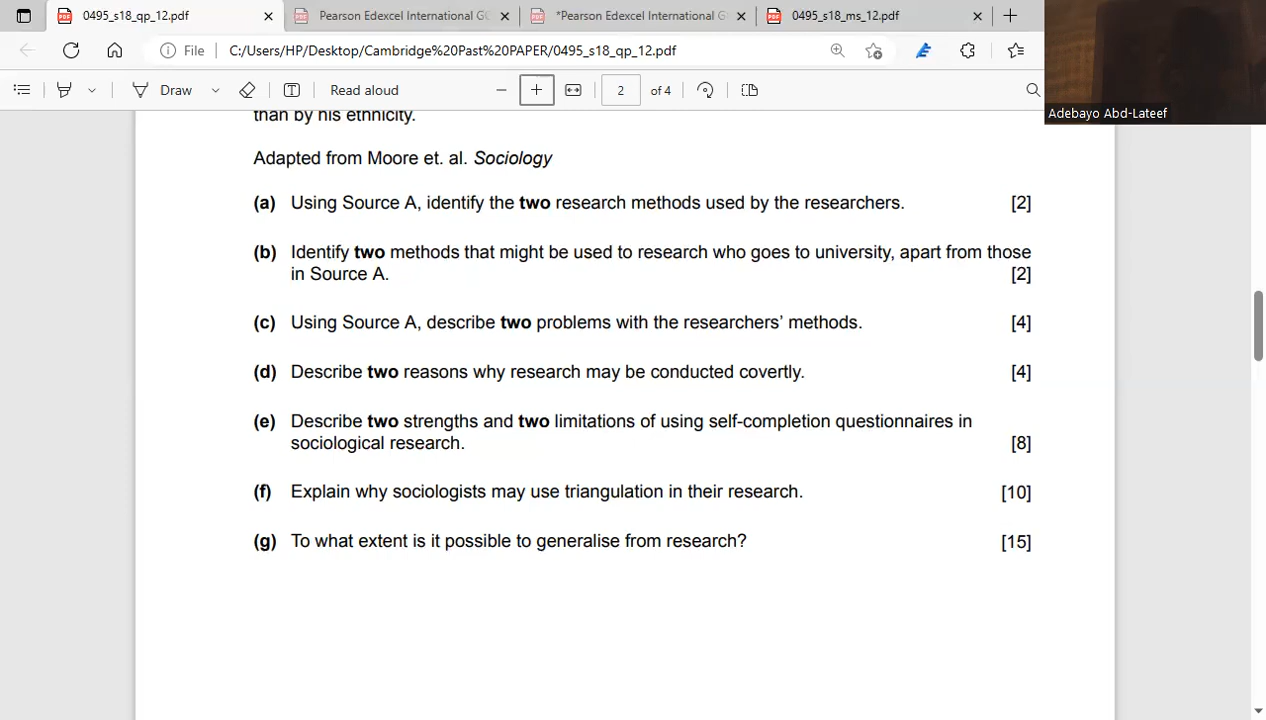 0495_s18_qp_12.pdf
Pearson Edexcel International GC
*Pearson Edexcel International G
0495_s18_ms_12.pdf
File
C:/Users/HP/Desktop/Cambridge%20Past%20PAPER/0495_s18_qp_12.pdf
Draw
Read aloud
2 of 4
Adebayo Abd-Lateef
than by his ethnicity.
Adapted from Moore et. al. Sociology
(a) Using Source A, identify the two research methods used by the researchers. [2]
(b) Identify two methods that might be used to research who goes to university, apart from those
in Source A. [2]
(c) Using Source A, describe two problems with the researchers' methods. [4]
(d) Describe two reasons why research may be conducted covertly. [4]
(e) Describe two strengths and two limitations of using self-completion questionnaires in
sociological research. [8]
(f) Explain why sociologists may use triangulation in their research. [10]
(g) To what extent is it possible to generalise from research? [15]